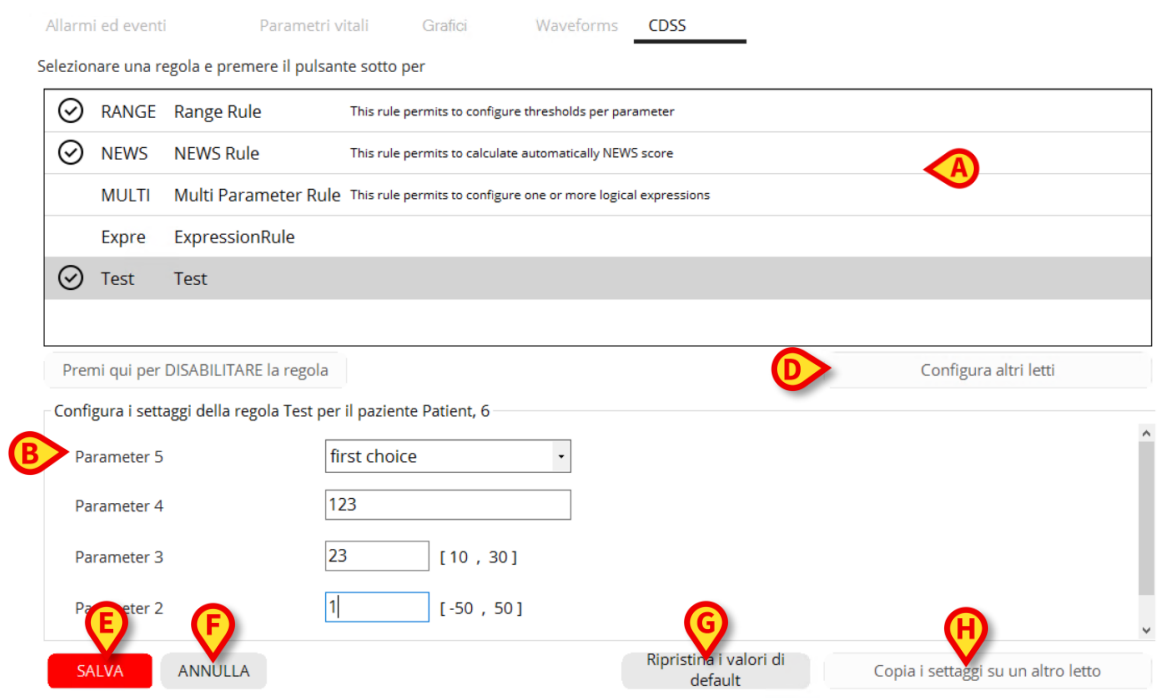 Allarmi ed eventi Parametri vitali Grafici Waveforms CDSS
Selezionare una regola e premere il pulsante sotto per
RANGE Range Rule This rule permits to configure thresholds per parameter
NEWS NEWS Rule This rule permits to calculate automatically NEWS score
A
MULTI Multi Parameter Rule This rule permits to configure one or more logical expressions
Expre ExpressionRule
Test Test
Premi qui per DISABILITARE la regola D Configura altri letti
Configura i settaggi della regola Test per il paziente Patient, 6
B Parameter 5 first choice
Parameter 4 123
Parameter 3 23 [ 10 , 30 ]
Parameter 2 1 [ -50 , 50 ]
E F G H
SALVA ANNULLA Ripristina i valori di
default Copia i settaggi su un altro letto